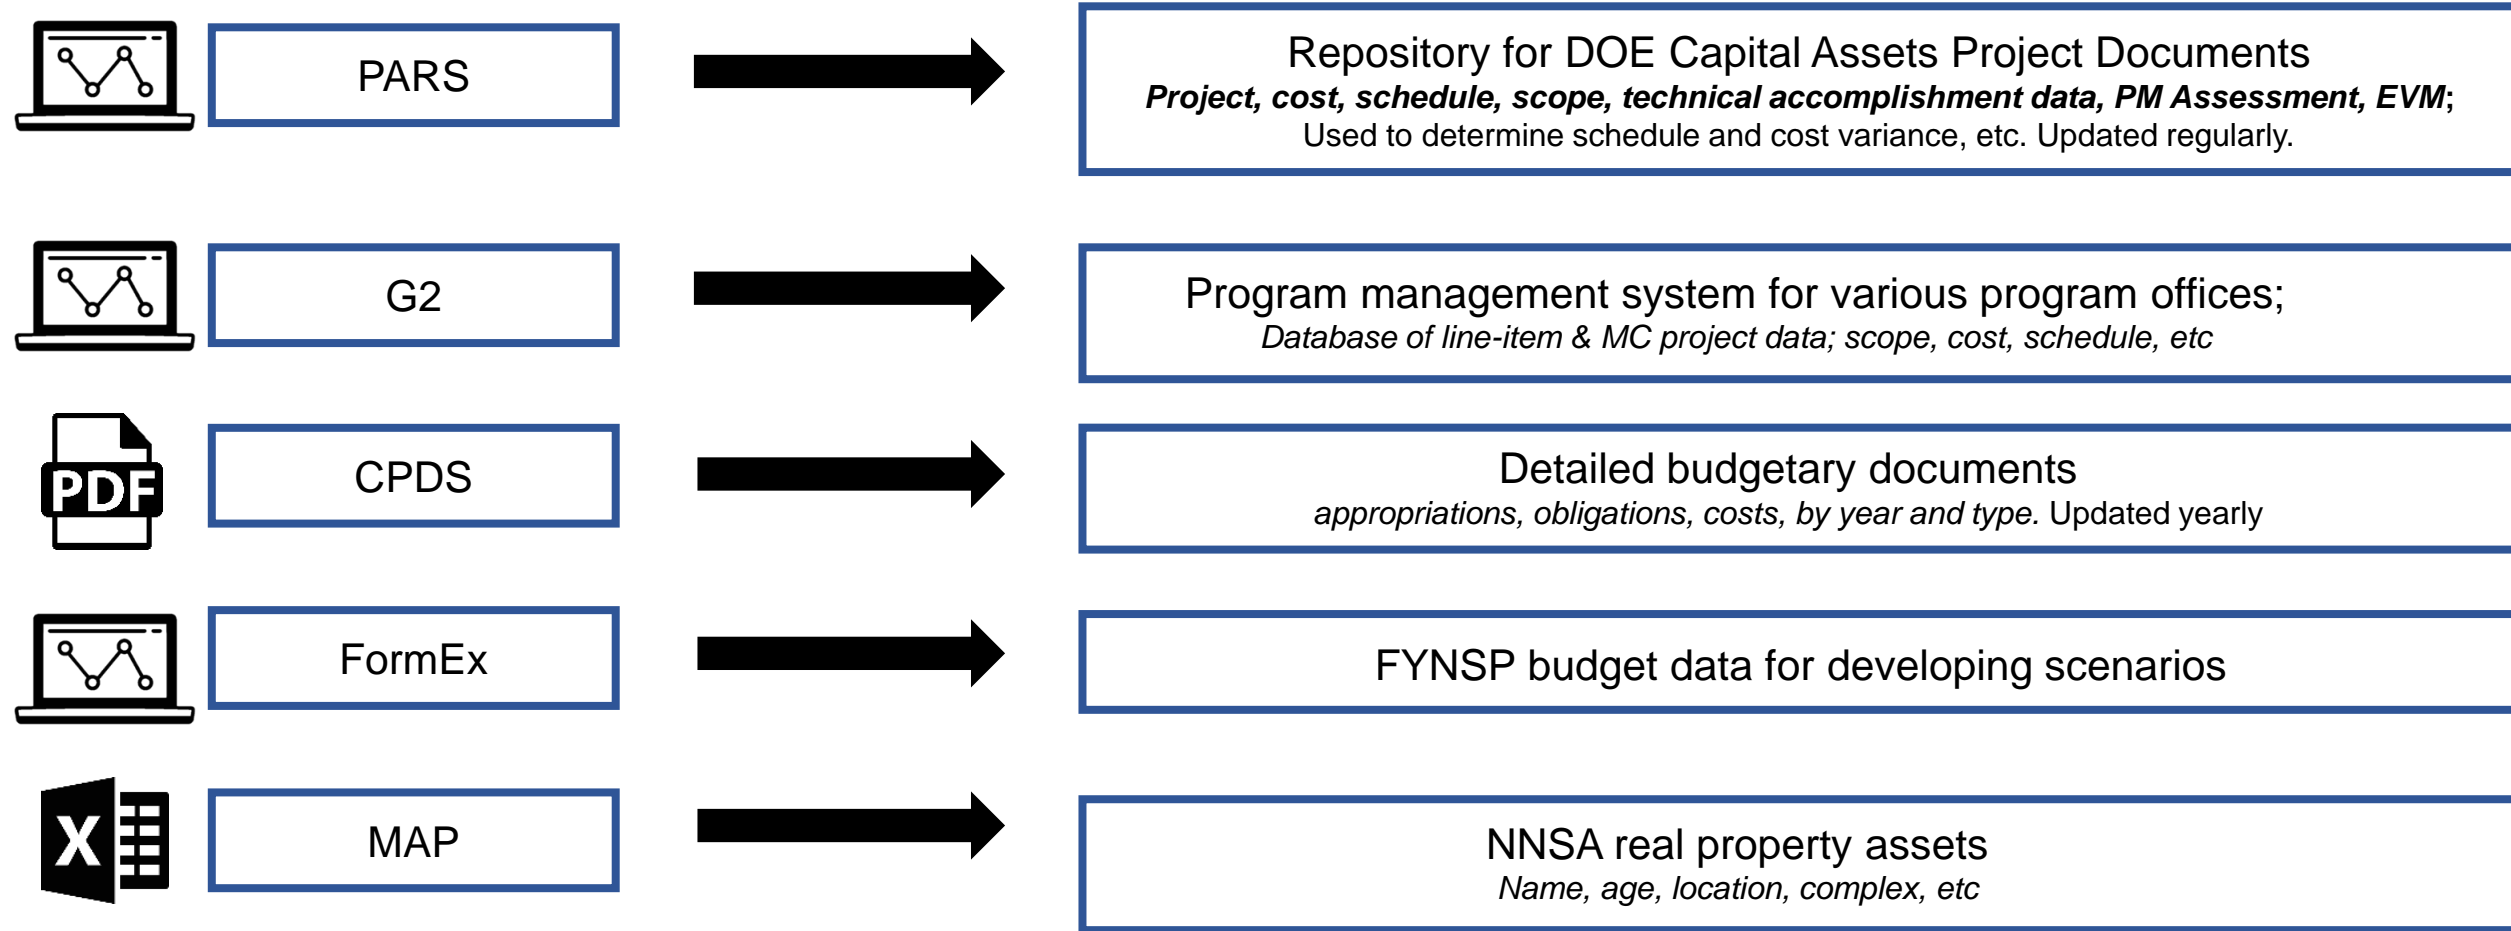 PARS
Repository for DOE Capital Assets Project Documents
Project, cost, schedule, scope, technical accomplishment data, PM Assessment, EVM;
Used to determine schedule and cost variance, etc. Updated regularly.
G2
Program management system for various program offices;
Database of line-item & MC project data; scope, cost, schedule, etc
PDF
CPDS
Detailed budgetary documents
appropriations, obligations, costs, by year and type. Updated yearly
FormEx
FYNSP budget data for developing scenarios
X
MAP
NNSA real property assets
Name, age, location, complex, etc